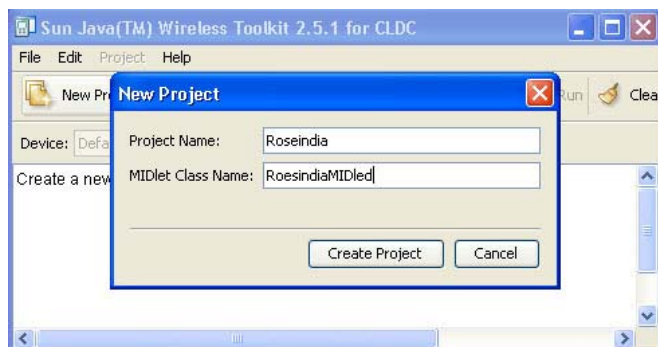 Sun Java(TM) Wireless Toolkit 2.5.1 for CLDC
File Edit Project Help
New Pr
Run Clea
New Project
Device: Defa
Project Name: Roseindia
MIDlet Class Name: RoesindiaMIDled
Create a new
Create Project Cancel